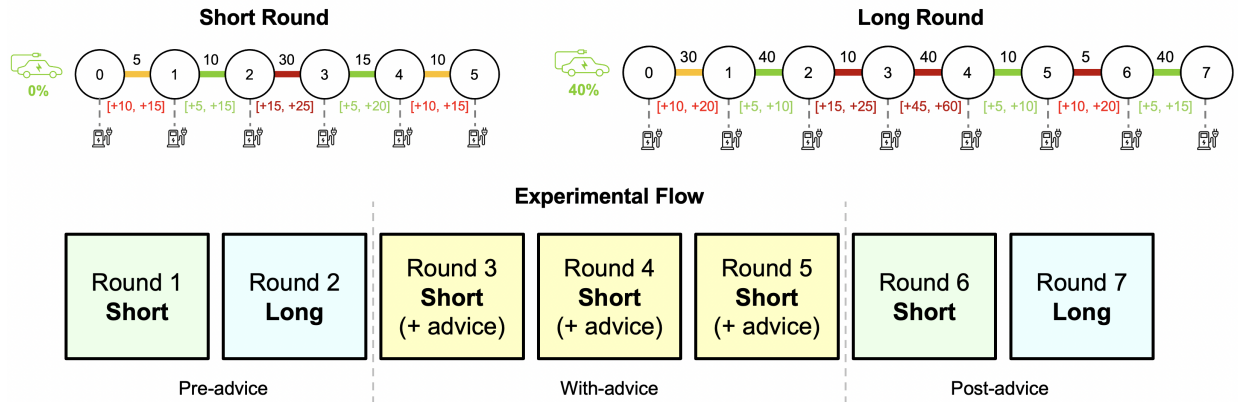 Short Round
Long Round
5 10 30 15 10
30 40 10 40 10 5 40
0 1 2 3 4 5
0 1 2 3 4 5 6 7
0%
40%
[+10, +15] [+5, +15] [+15, +25] [+5, +20] [+10, +15]
[+10, +20] [+5, +10] [+15, +25] [+45, +60] [+5, +10] [+10, +20] [+5, +15]
Experimental Flow
Round 1
Short
Round 2
Long
Round 3
Short
(+ advice)
Round 4
Short
(+ advice)
Round 5
Short
(+ advice)
Round 6
Short
Round 7
Long
Pre-advice
With-advice
Post-advice